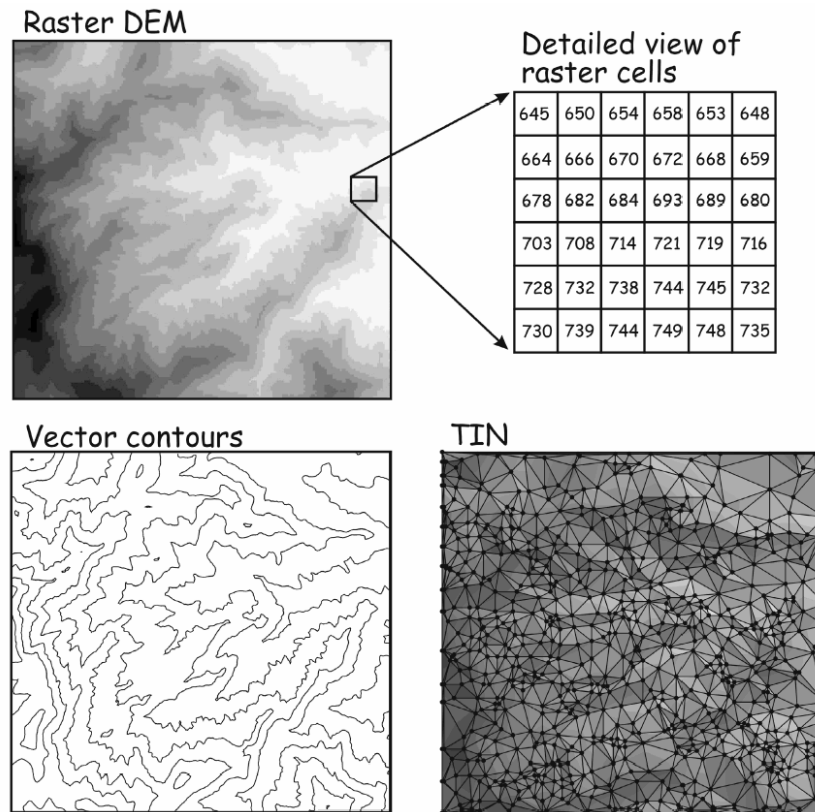 Raster DEM
Detailed view of
raster cells
645 650 654 658 653 648
664 666 670 672 668 659
678 682 684 693 689 680
703 708 714 721 719 716
728 732 738 744 745 732
730 739 744 749 748 735
Vector contours
TIN